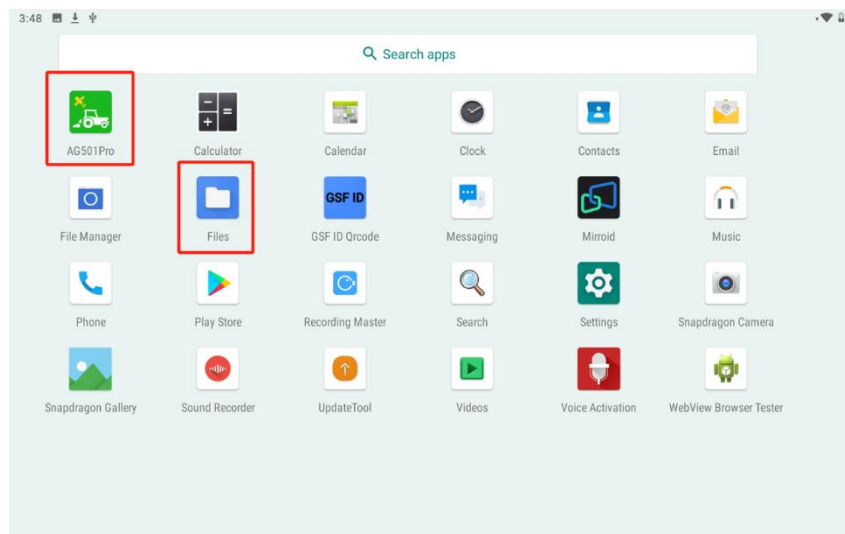 3:48
Search apps
AG501Pro Calculator Calendar Clock Contacts Email
GSF ID
File Manager Files GSF ID Qrcode Messaging Mirroid Music
Phone Play Store Recording Master Search Settings Snapdragon Camera
Snapdragon Gallery Sound Recorder UpdateTool Videos Voice Activation WebView Browser Tester